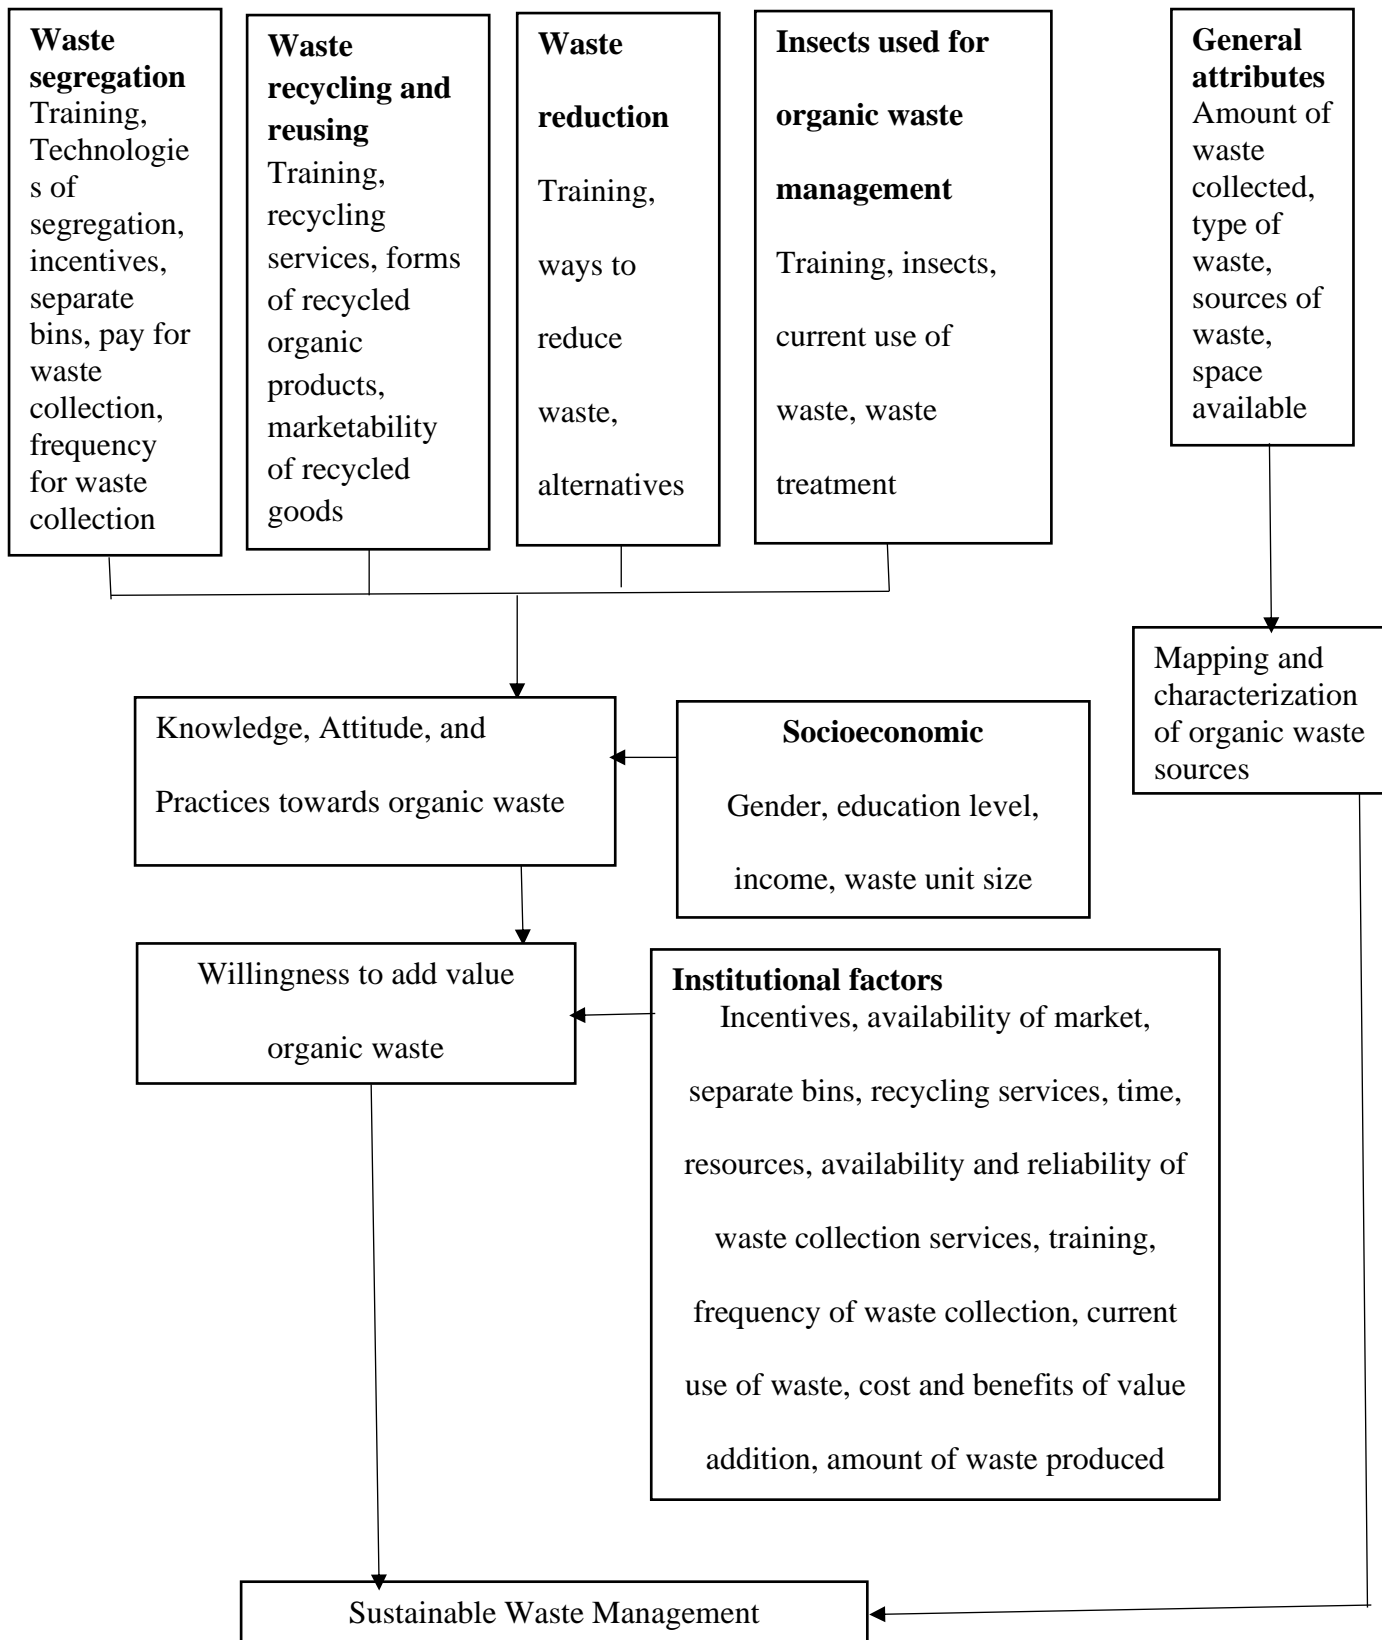 Waste
segregation
Training,
Technologie
s of
segregation,
incentives,
separate
bins, pay for
waste
collection,
frequency
for waste
collection
Waste
recycling and
reusing
Training,
recycling
services, forms
of recycled
organic
products,
marketability
of recycled
goods
Waste
reduction
Training,
ways to
reduce
waste,
alternatives
Insects used for
organic waste
management
Training, insects,
current use of
waste, waste
treatment
General
attributes
Amount of
waste
collected,
type of
waste,
sources of
waste,
space
available
Mapping and
characterization
of organic waste
sources
Knowledge, Attitude, and
Practices towards organic waste
Socioeconomic
Gender, education level,
income, waste unit size
Willingness to add value
organic waste
Institutional factors
Incentives, availability of market,
separate bins, recycling services, time,
resources, availability and reliability of
waste collection services, training,
frequency of waste collection, current
use of waste, cost and benefits of value
addition, amount of waste produced
Sustainable Waste Management